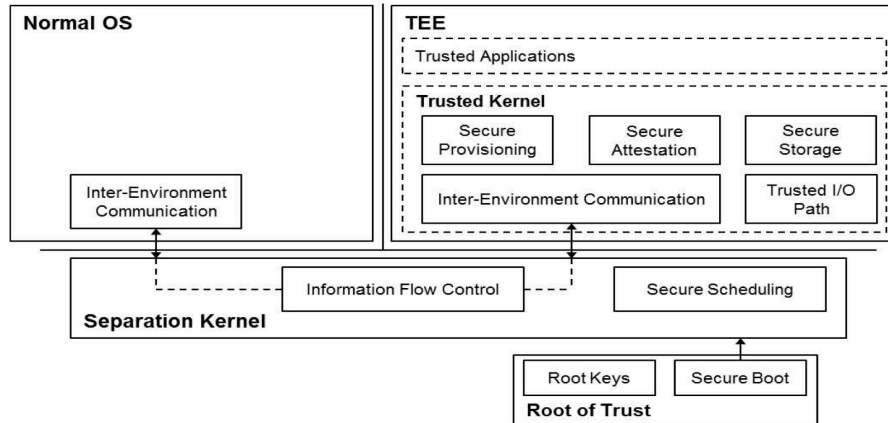 Normal OS
Inter-Environment
Communication
TEE
Trusted Applications
Trusted Kernel
Secure
Provisioning
Secure
Attestation
Secure
Storage
Inter-Environment Communication
Trusted I/O
Path
Information Flow Control
Secure Scheduling
Separation Kernel
Root Keys
Secure Boot
Root of Trust